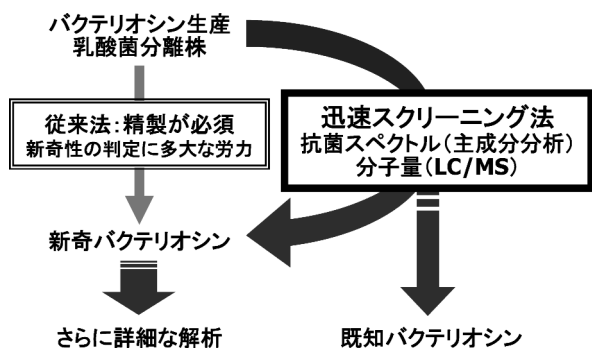 バクテリオシン生産
乳酸菌分離株
従来法：精製が必須
新奇性の判定に多大な労力
迅速スクリーニング法
抗菌スペクトル（主成分分析）
分子量（LC/MS）
新奇バクテリオシン
さらに詳細な解析
既知バクテリオシン